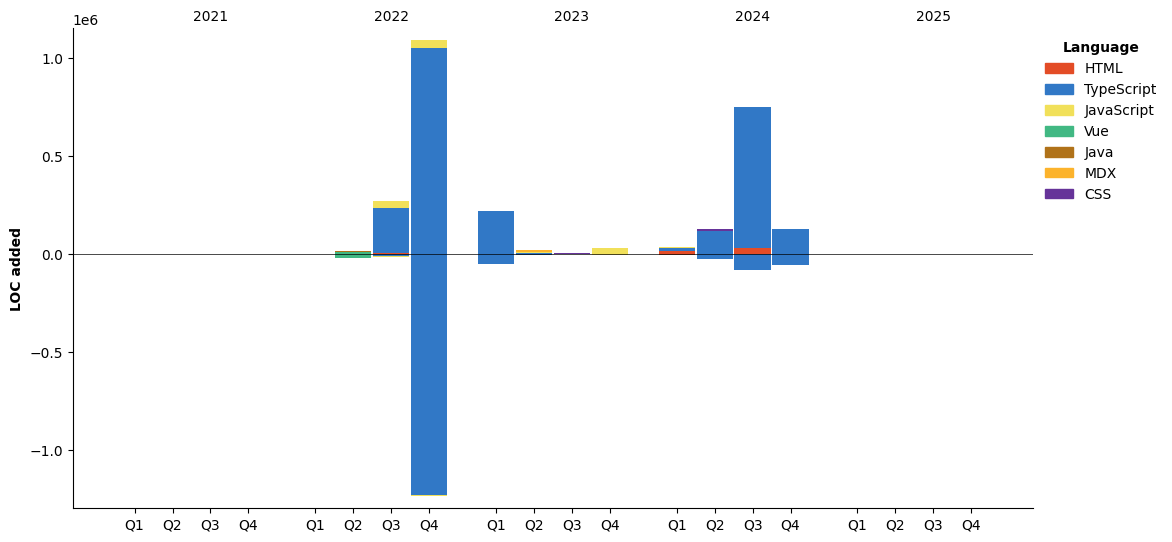 2021 2022 2023 2024 2025
1e6
1.0
0.5
0.0
−0.5
−1.0
LOC added
Q1 Q2 Q3 Q4 Q1 Q2 Q3 Q4 Q1 Q2 Q3 Q4 Q1 Q2 Q3 Q4 Q1 Q2 Q3 Q4
Language
HTML
TypeScript
JavaScript
Vue
Java
MDX
CSS